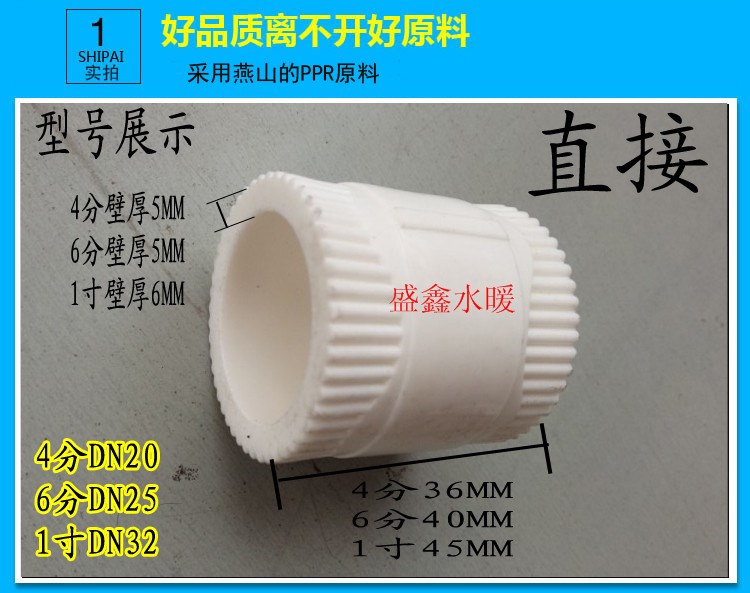 1
SHIPAI
实拍
好品质离不开好原料
采用燕山的PPR原料
型号展示
直接
4分壁厚5MM
6分壁厚5MM
1寸壁厚6MM
盛鑫水暖
4分DN20
6分DN25
1寸DN32
4分36MM
6分40MM
1寸45MM